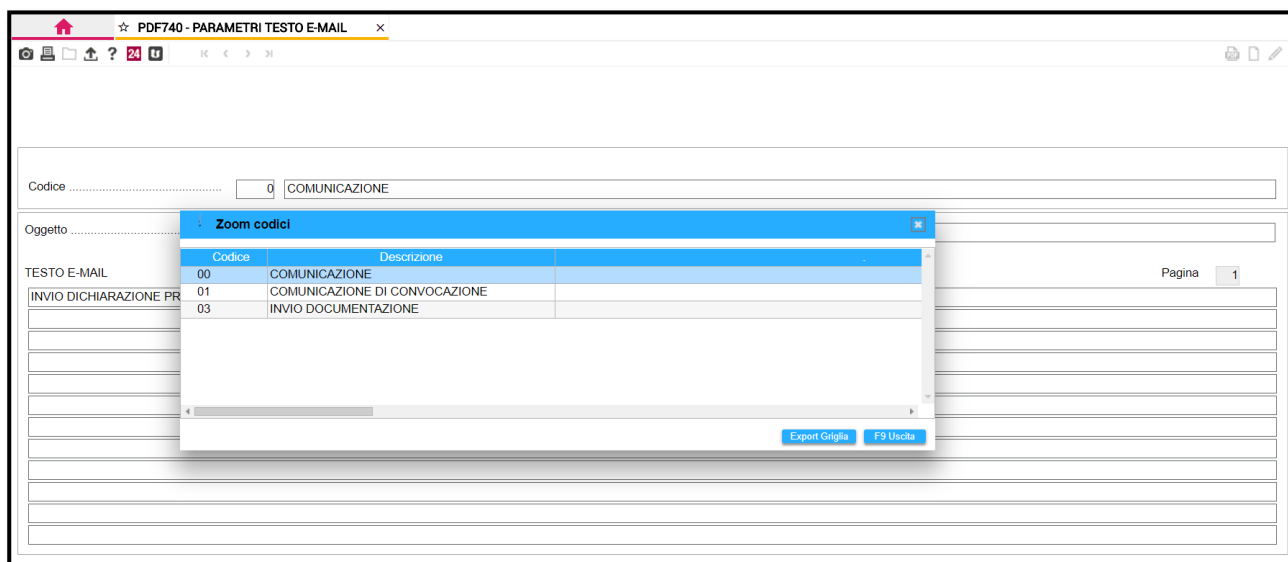 PDF740 - PARAMETRI TESTO E-MAIL
24
Codice ............................................... 0 COMUNICAZIONE
Zoom codici
Oggetto ..................................
Codice Descrizione .
TESTO E-MAIL
Pagina 1
00 COMUNICAZIONE
01 COMUNICAZIONE DI CONVOCAZIONE
INVIO DICHIARAZIONE PR
03 INVIO DOCUMENTAZIONE
Export Griglia F9 Uscita